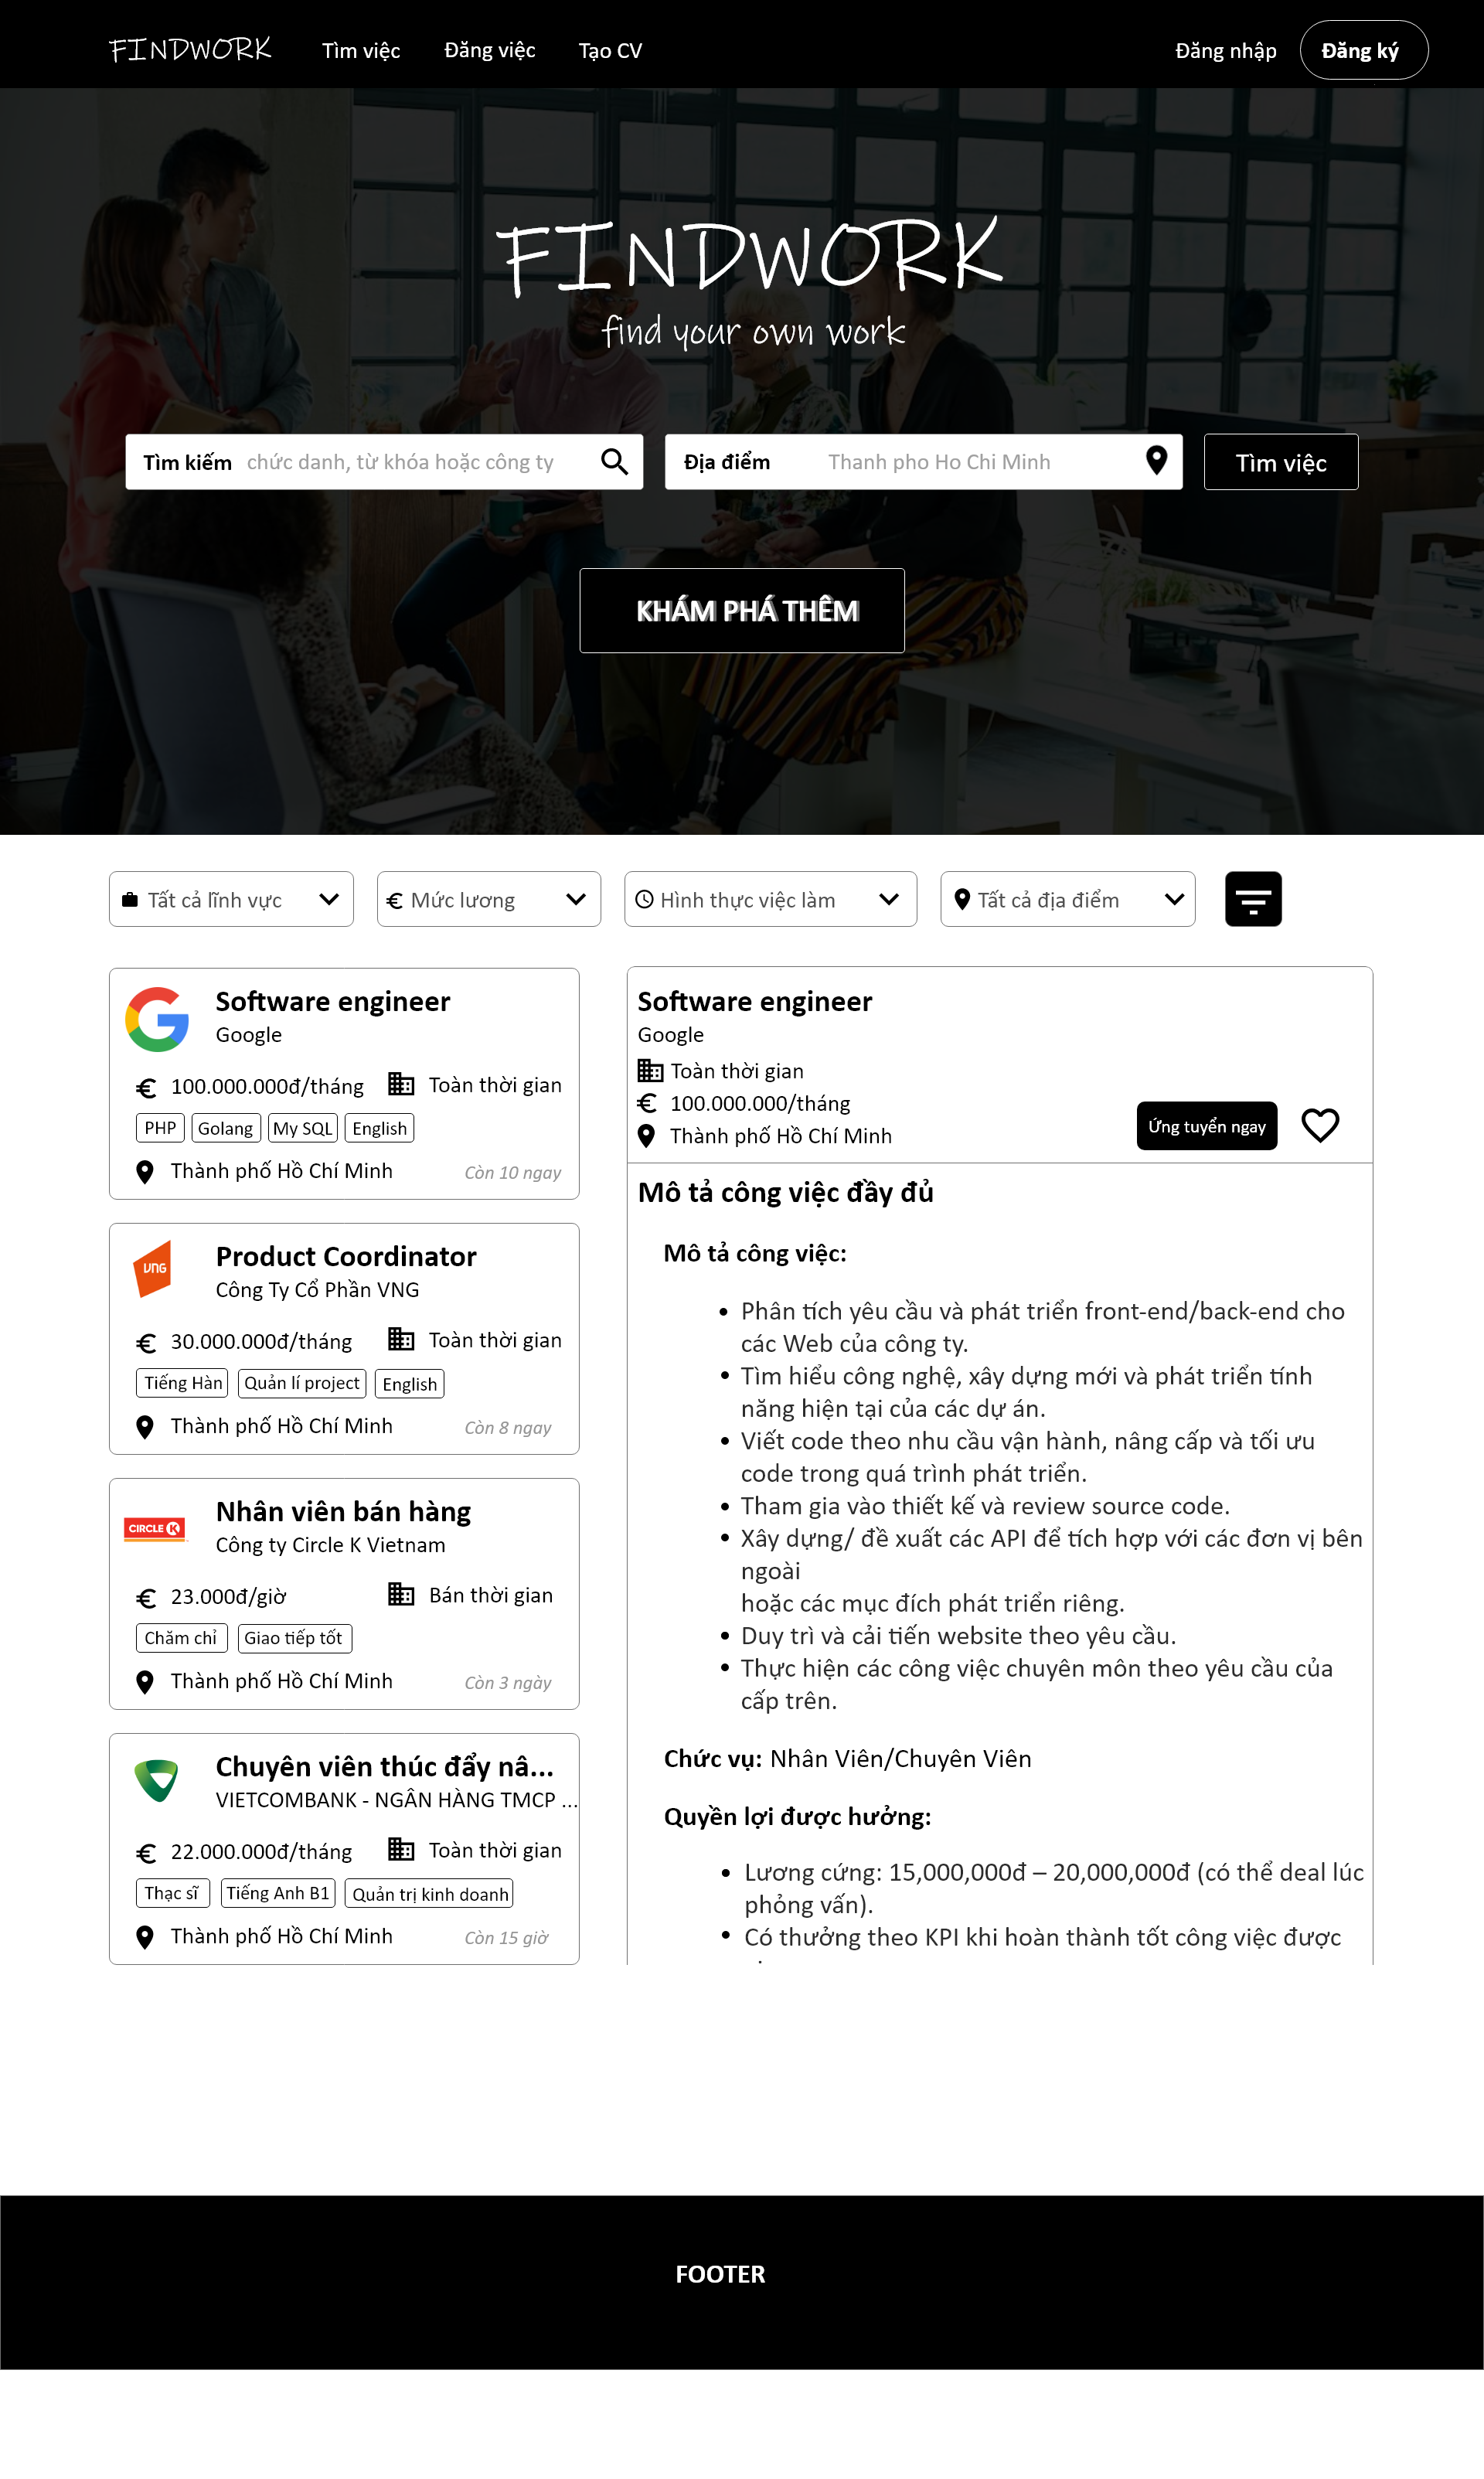 FINDWORK
Tìm việc
Đăng việc
Tạo CV
Đăng nhập
Đăng ký
FINDWORK
find your own work
Tìm kiếm chức danh, từ khóa hoặc công ty
Địa điểm Thanh pho Ho Chi Minh
Tìm việc
KHÁM PHÁ THÊM
Tất cả lĩnh vực
Mức lương
Hình thực việc làm
Tất cả địa điểm
Software engineer
Google
100.000.000đ/tháng
Toàn thời gian
PHP
Golang
My SQL
English
Thành phố Hồ Chí Minh
Còn 10 ngay
VNG
Product Coordinator
Công Ty Cổ Phần VNG
30.000.000đ/tháng
Toàn thời gian
Tiếng Hàn
Quản lí project
English
Thành phố Hồ Chí Minh
Còn 8 ngay
CIRCLE K
Nhân viên bán hàng
Công ty Circle K Vietnam
23.000đ/giờ
Bán thời gian
Chăm chỉ
Giao tiếp tốt
Thành phố Hồ Chí Minh
Còn 3 ngày
Chuyên viên thúc đẩy nâ...
VIETCOMBANK - NGÂN HÀNG TMCP ...
22.000.000đ/tháng
Toàn thời gian
Thạc sĩ
Tiếng Anh B1
Quản trị kinh doanh
Thành phố Hồ Chí Minh
Còn 15 giờ
Software engineer
Google
Toàn thời gian
100.000.000/tháng
Thành phố Hồ Chí Minh
Ứng tuyển ngay
Mô tả công việc đầy đủ
Mô tả công việc:
• Phân tích yêu cầu và phát triển front-end/back-end cho
các Web của công ty.
• Tìm hiểu công nghệ, xây dựng mới và phát triển tính
năng hiện tại của các dự án.
• Viết code theo nhu cầu vận hành, nâng cấp và tối ưu
code trong quá trình phát triển.
• Tham gia vào thiết kế và review source code.
• Xây dựng/ đề xuất các API để tích hợp với các đơn vị bên
ngoài
hoặc các mục đích phát triển riêng.
• Duy trì và cải tiến website theo yêu cầu.
• Thực hiện các công việc chuyên môn theo yêu cầu của
cấp trên.
Chức vụ: Nhân Viên/Chuyên Viên
Quyền lợi được hưởng:
• Lương cứng: 15,000,000đ – 20,000,000đ (có thể deal lúc
phỏng vấn).
• Có thưởng theo KPI khi hoàn thành tốt công việc được
FOOTER